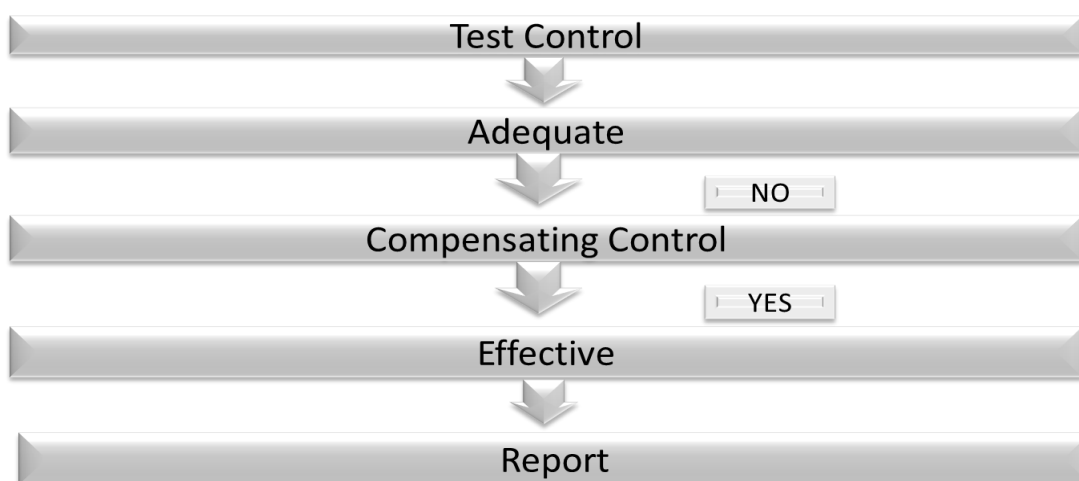 Test Control
Adequate
NO
Compensating Control
YES
Effective
Report